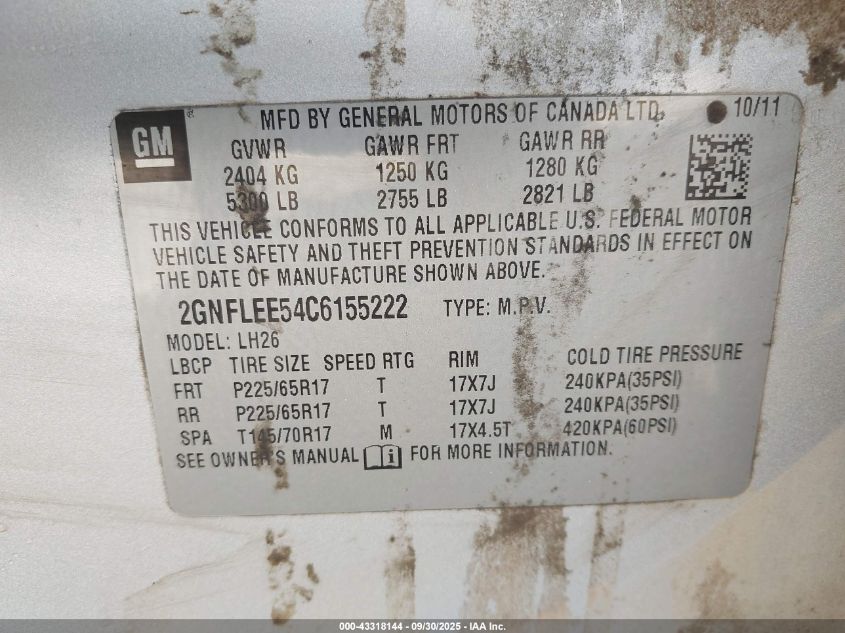 GM
MFD BY GENERAL MOTORS OF CANADA LTD. 10/11
GVWR GAWR FRT GAWR RR
2404 KG 1250 KG 1280 KG
5300 LB 2755 LB 2821 LB
THIS VEHICLE CONFORMS TO ALL APPLICABLE U.S. FEDERAL MOTOR
VEHICLE SAFETY AND THEFT PREVENTION STANDARDS IN EFFECT ON
THE DATE OF MANUFACTURE SHOWN ABOVE.
2GNFLEE54C6155222 TYPE: M.P.V.
MODEL: LH26
LBCP TIRE SIZE SPEED RTG RIM COLD TIRE PRESSURE
FRT P225/65R17 T 17X7J 240KPA(35PSI)
RR P225/65R17 T 17X7J 240KPA(35PSI)
SPA T145/70R17 M 17X4.5T 420KPA(60PSI)
SEE OWNER'S MANUAL i FOR MORE INFORMATION.
000-43318144 - 09/30/2025 - IAA Inc.